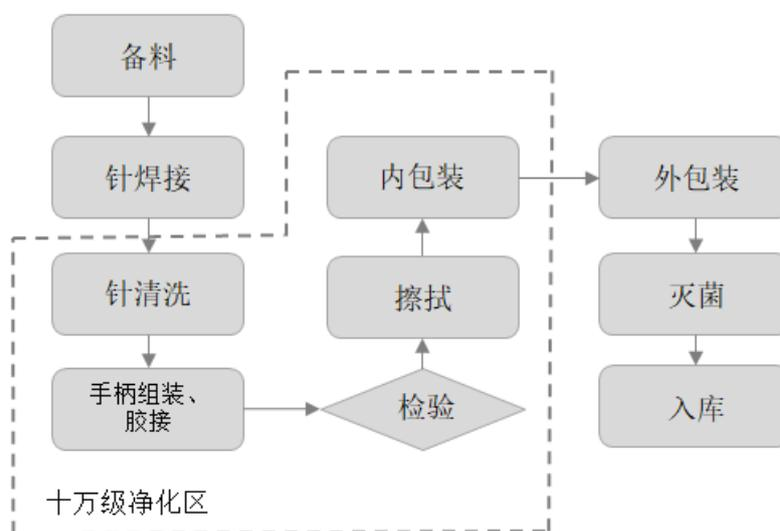 备料
针焊接
针清洗
手柄组装、
胶接
检验
擦拭
内包装
外包装
灭菌
入库
十万级净化区